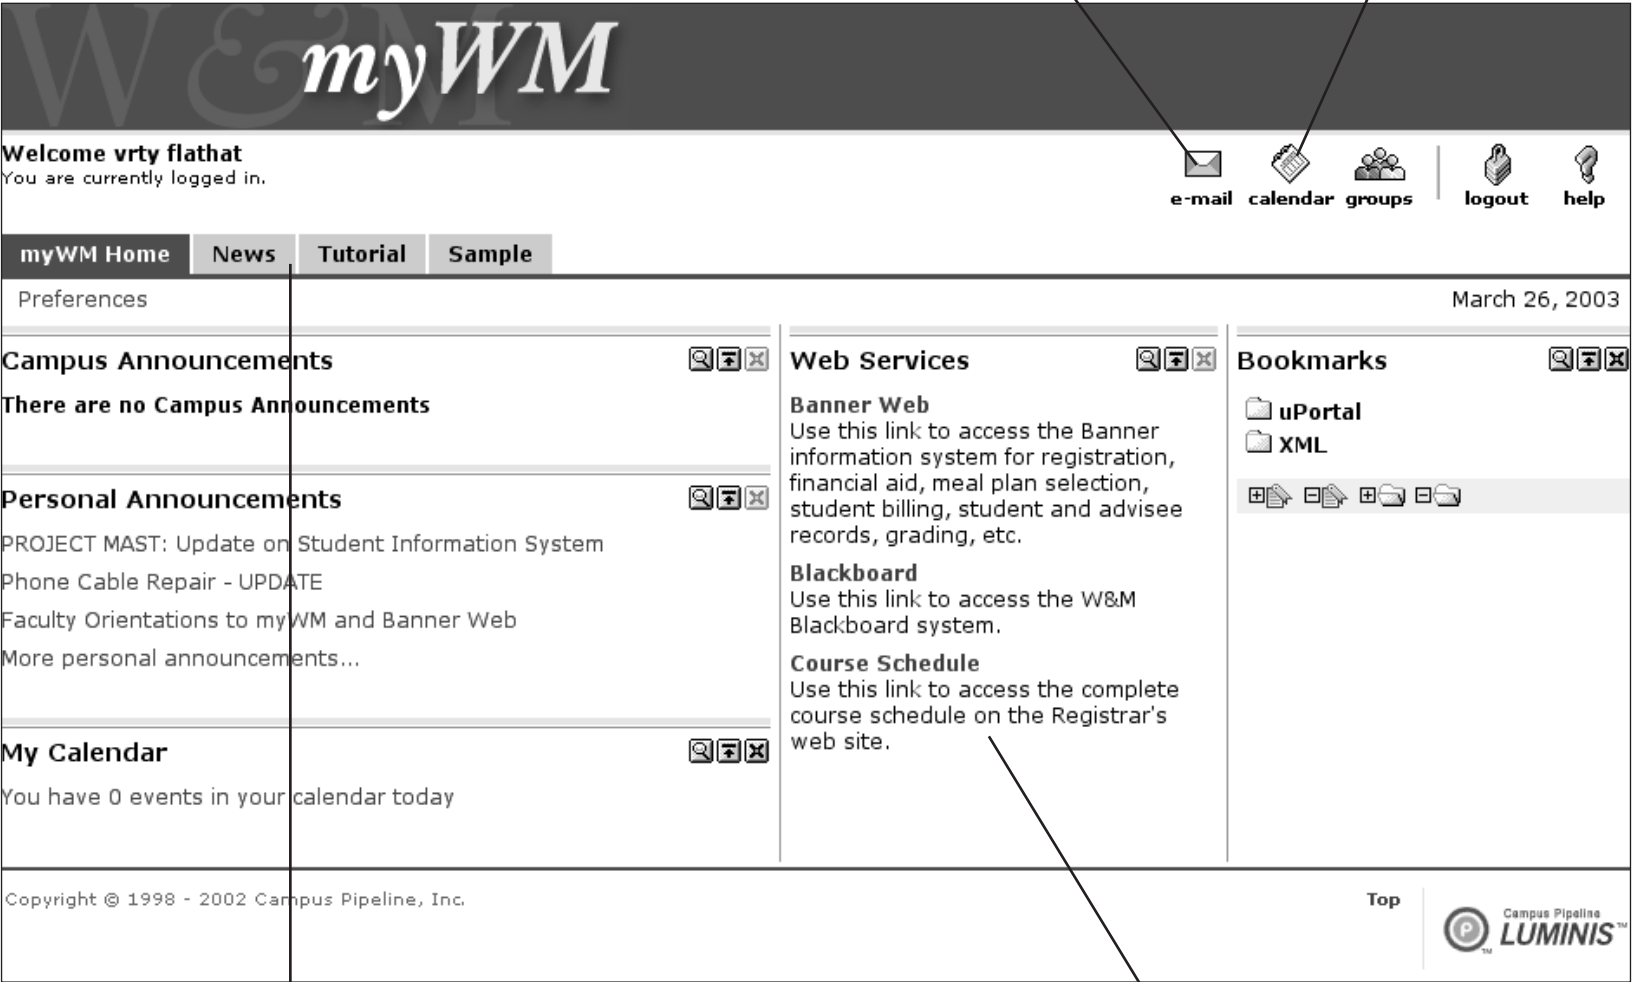 W & M
myWM
Welcome vrty flathat
You are currently logged in.
e-mail calendar groups logout help
myWM Home News Tutorial Sample
Preferences
March 26, 2003
Campus Announcements
There are no Campus Announcements
Personal Announcements
PROJECT MAST: Update on Student Information System
Phone Cable Repair - UPDATE
Faculty Orientations to myWM and Banner Web
More personal announcements...
My Calendar
You have 0 events in your calendar today
Web Services
Banner Web
Use this link to access the Banner
information system for registration,
financial aid, meal plan selection,
student billing, student and advisee
records, grading, etc.
Blackboard
Use this link to access the W&M
Blackboard system.
Course Schedule
Use this link to access the complete
course schedule on the Registrar's
web site.
Bookmarks
uPortal
XML
Copyright © 1998 - 2002 Campus Pipeline, Inc.
Top
Campus Pipeline
P LUMINIS™